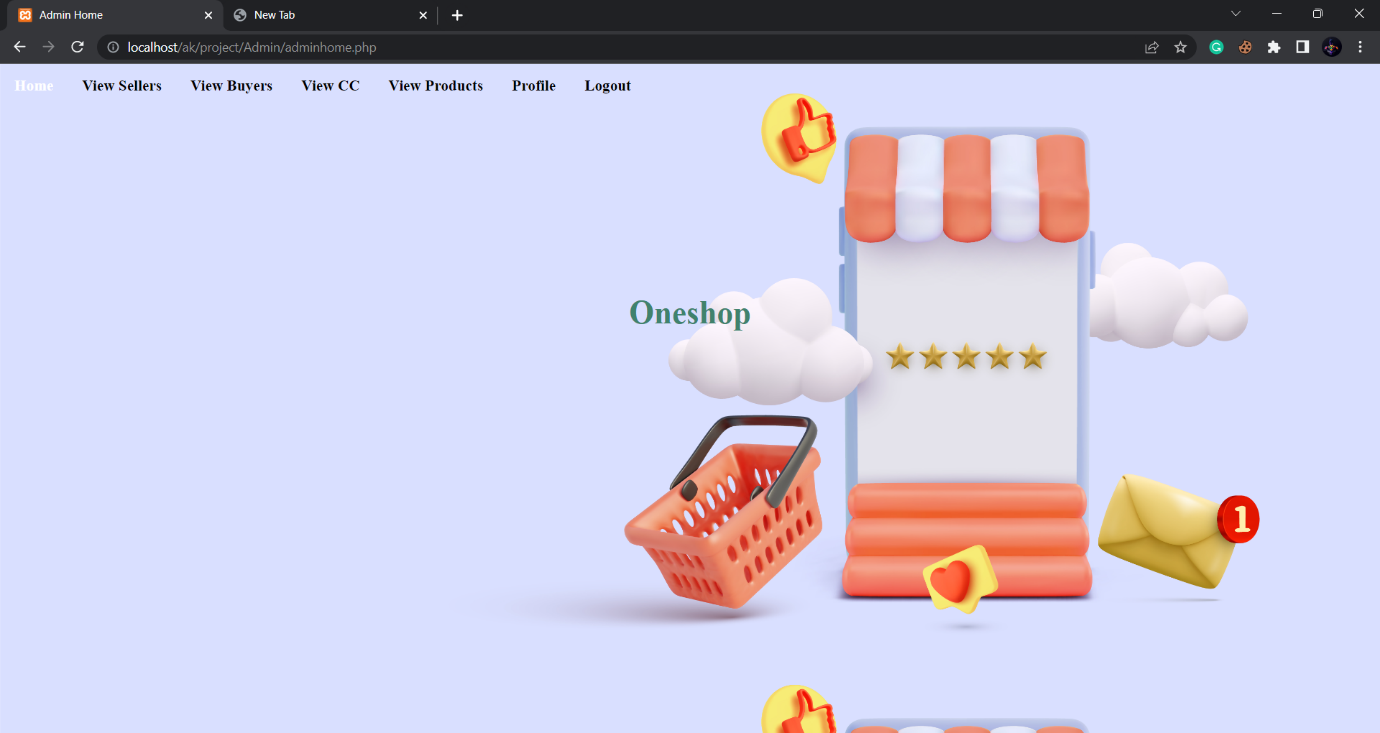 Admin Home
New Tab
localhost/ak/project/Admin/adminhome.php
Home View Sellers View Buyers View CC View Products Profile Logout
Oneshop
1